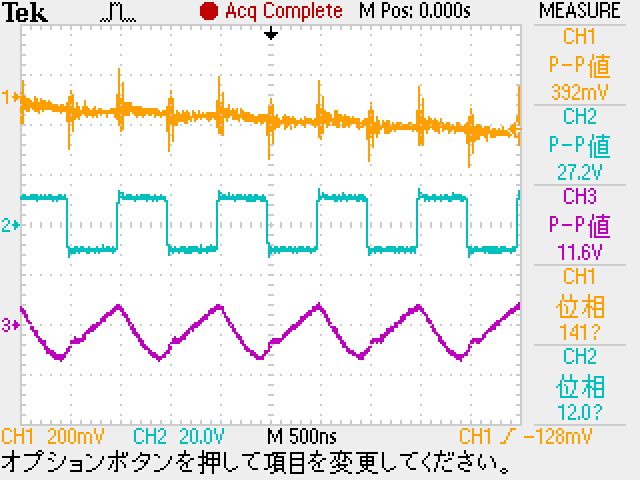 Tek Acq Complete M Pos: 0.000s MEASURE
CH1
P-P値
392mV
CH2
P-P値
27.2V
CH3
P-P値
11.6V
CH1
位相
141?
CH2
位相
12.0?
1
2
3
CH1 200mV CH2 20.0V M 500ns CH1 -128mV
オプションボタンを押して項目を変更してください。